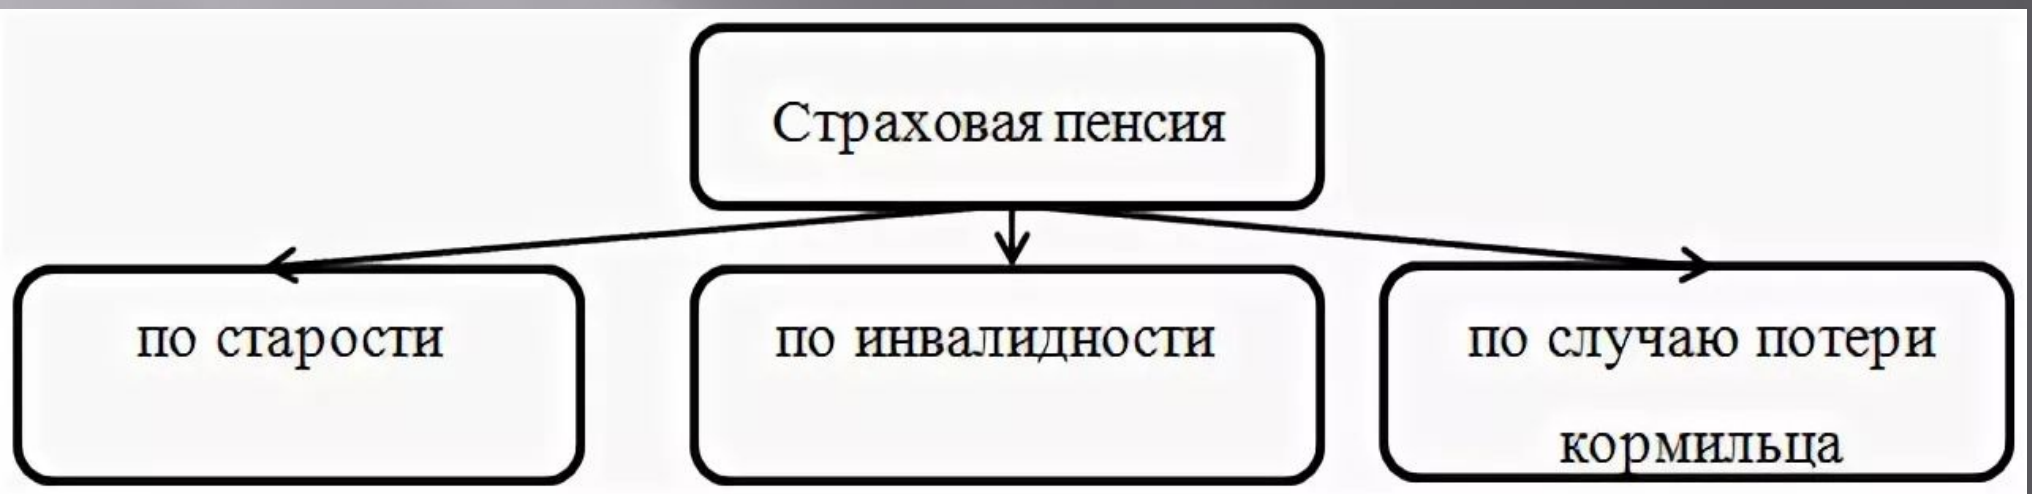 Страховая пенсия
по старости
по инвалидности
по случаю потери
кормильца